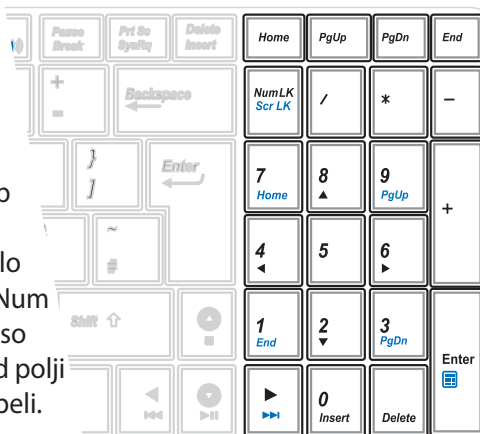 Pause Prt Sc Delete Home PgUp PgDn End
Break SysRq Insert
+ Backspace NumLK / * –
= Scr LK
} Enter 7 8 9 +
] Home ▲ PgUp
lo ~ 4 5 6
# ◀ ▶
Num Shift ⇧ 1 2 3 Enter
so End ▼ PgDn
d polji
beli. 0 Delete
Insert